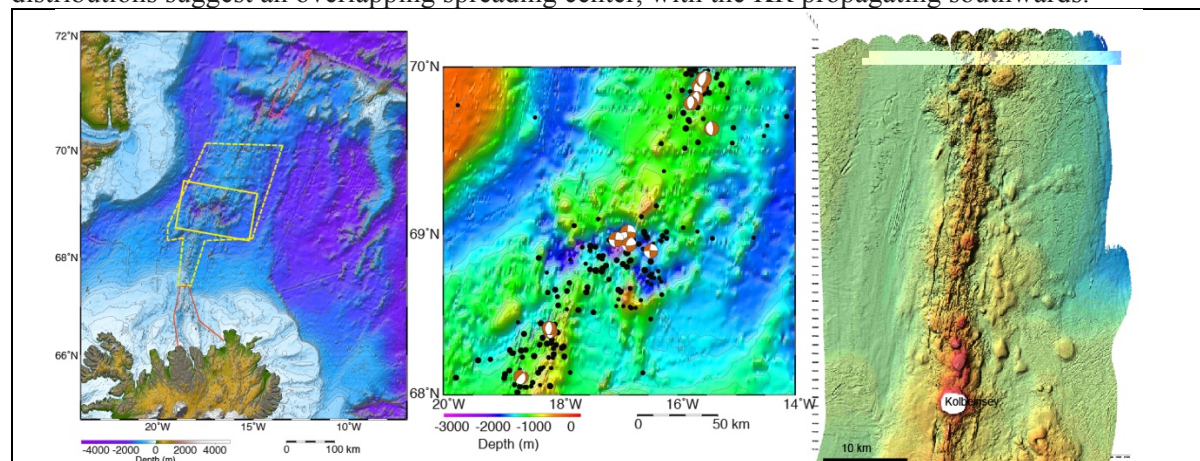 distributions suggest an overlapping spreading center, with the KR propagating southwards.
72˚N
70˚N
68˚N
66˚N
20˚W 15˚W 10˚W
-4000 -2000 0 2000 4000
Depth (m)
0 100 km
70˚N
69˚N
68˚N
20˚W 18˚W 16˚W 14˚W
-3000 -2000 -1000 0
Depth (m)
0 50 km
Kolbeinsey
10 km